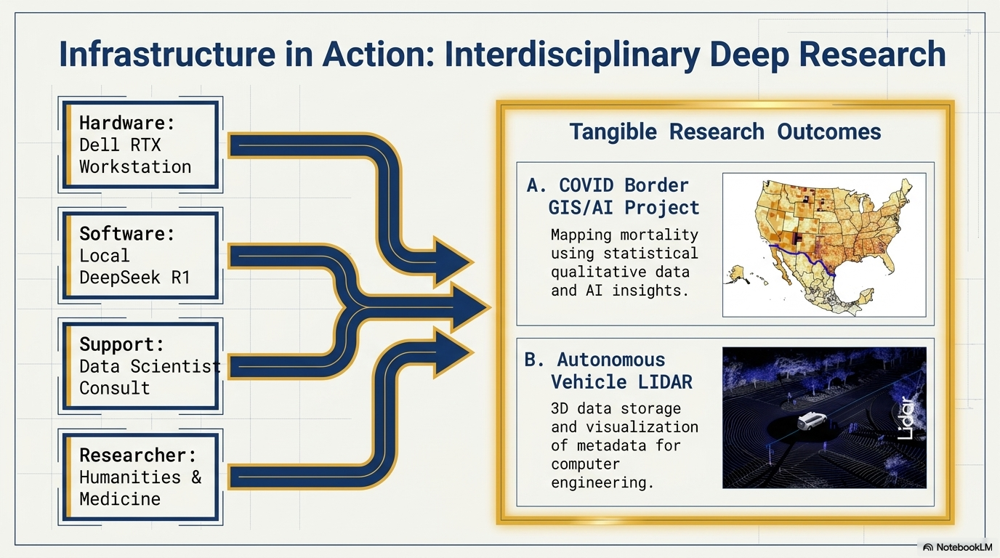 Infrastructure in Action: Interdisciplinary Deep Research
Hardware:
Dell RTX
Workstation
Software:
Local
DeepSeek R1
Support:
Data Scientist
Consult
Researcher:
Humanities &
Medicine
Tangible Research Outcomes
A. COVID Border
GIS/AI Project
Mapping mortality
using statistical
qualitative data
and AI insights.
B. Autonomous
Vehicle LIDAR
3D data storage
and visualization
of metadata for
computer
engineering.
Lidar
NotebookLM